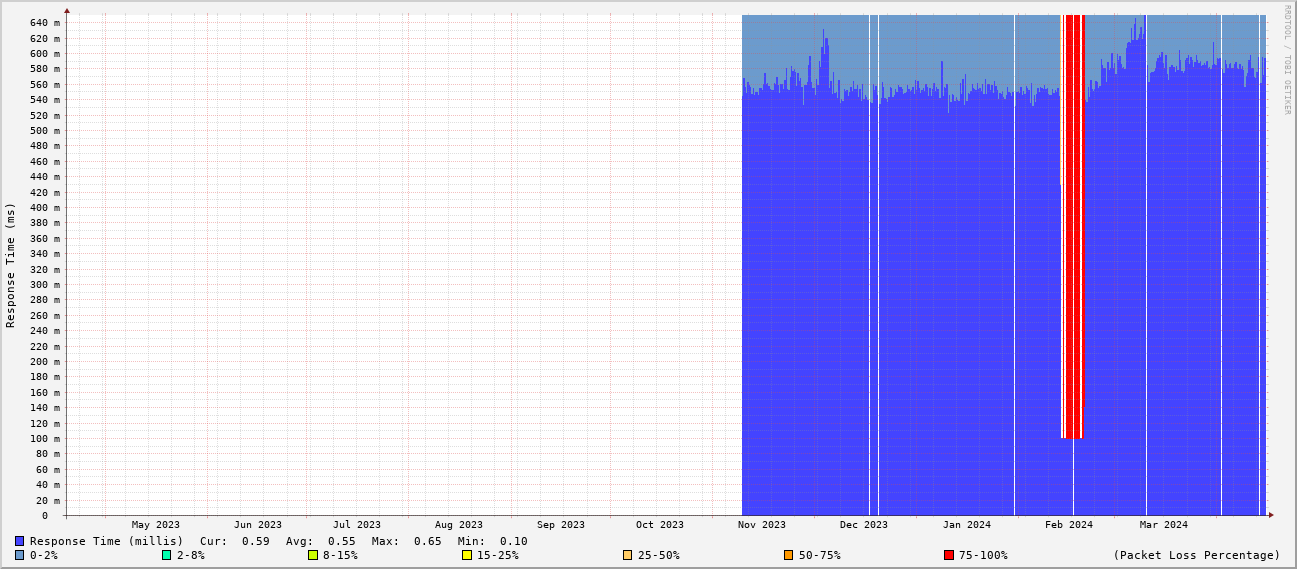 RRDTOOL / TOBI OETIKER
Response Time (ms)
640 m
620 m
600 m
580 m
560 m
540 m
520 m
500 m
480 m
460 m
440 m
420 m
400 m
380 m
360 m
340 m
320 m
300 m
280 m
260 m
240 m
220 m
200 m
180 m
160 m
140 m
120 m
100 m
80 m
60 m
40 m
20 m
0
May 2023 Jun 2023 Jul 2023 Aug 2023 Sep 2023 Oct 2023 Nov 2023 Dec 2023 Jan 2024 Feb 2024 Mar 2024
Response Time (millis) Cur: 0.59 Avg: 0.55 Max: 0.65 Min: 0.10
0-2% 2-8% 8-15% 15-25% 25-50% 50-75% 75-100% (Packet Loss Percentage)